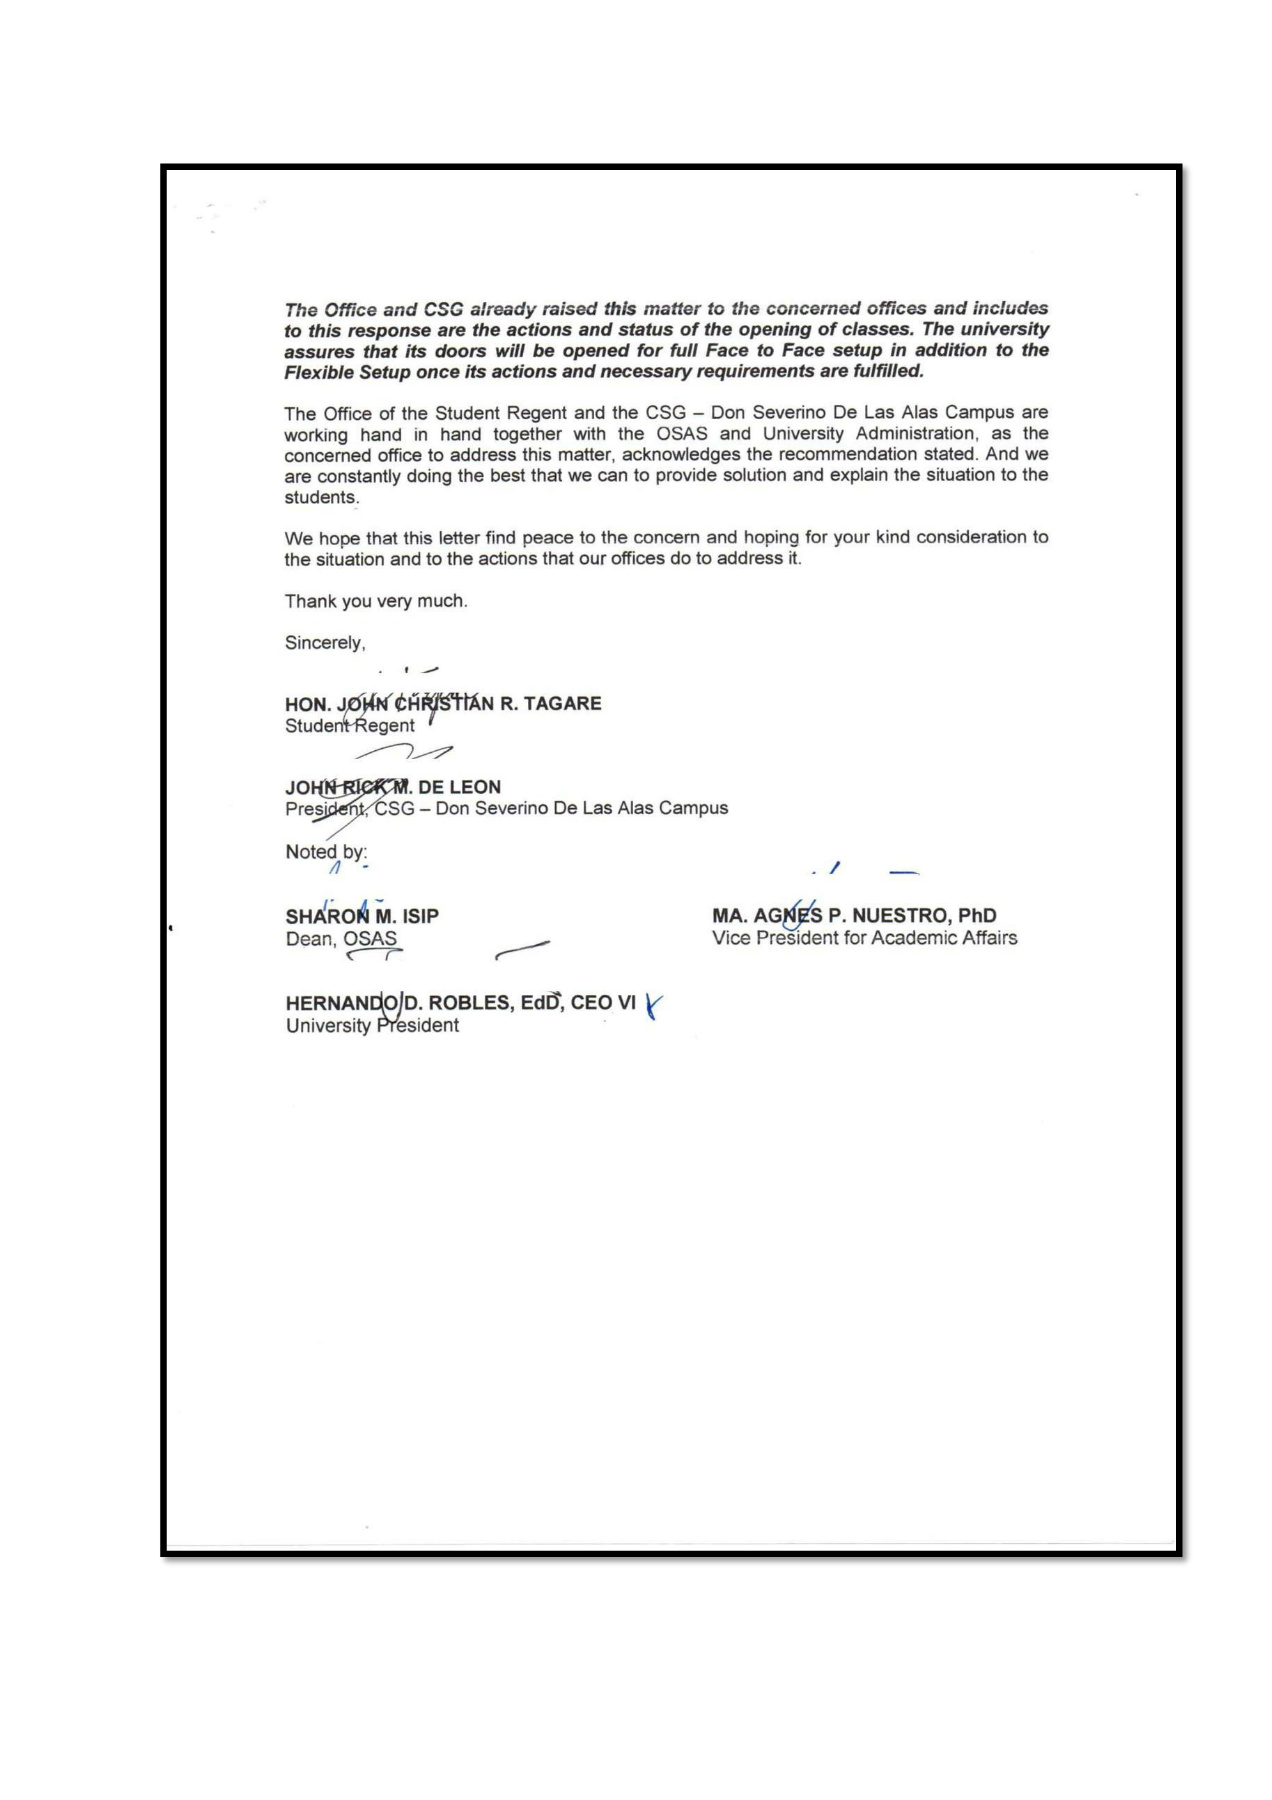 The Office and CSG already raised this matter to the concerned offices and includes
to this response are the actions and status of the opening of classes. The university
assures that its doors will be opened for full Face to Face setup in addition to the
Flexible Setup once its actions and necessary requirements are fulfilled.
The Office of the Student Regent and the CSG – Don Severino De Las Alas Campus are
working hand in hand together with the OSAS and University Administration, as the
concerned office to address this matter, acknowledges the recommendation stated. And we
are constantly doing the best that we can to provide solution and explain the situation to the
students.
We hope that this letter find peace to the concern and hoping for your kind consideration to
the situation and to the actions that our offices do to address it.
Thank you very much.
Sincerely,
HON. JOHN CHRISTIAN R. TAGARE
Student Regent
JOHN RICK M. DE LEON
President, CSG – Don Severino De Las Alas Campus
Noted by:
SHARON M. ISIP
Dean, OSAS
MA. AGNES P. NUESTRO, PhD
Vice President for Academic Affairs
HERNANDO D. ROBLES, EdD, CEO VI
University President